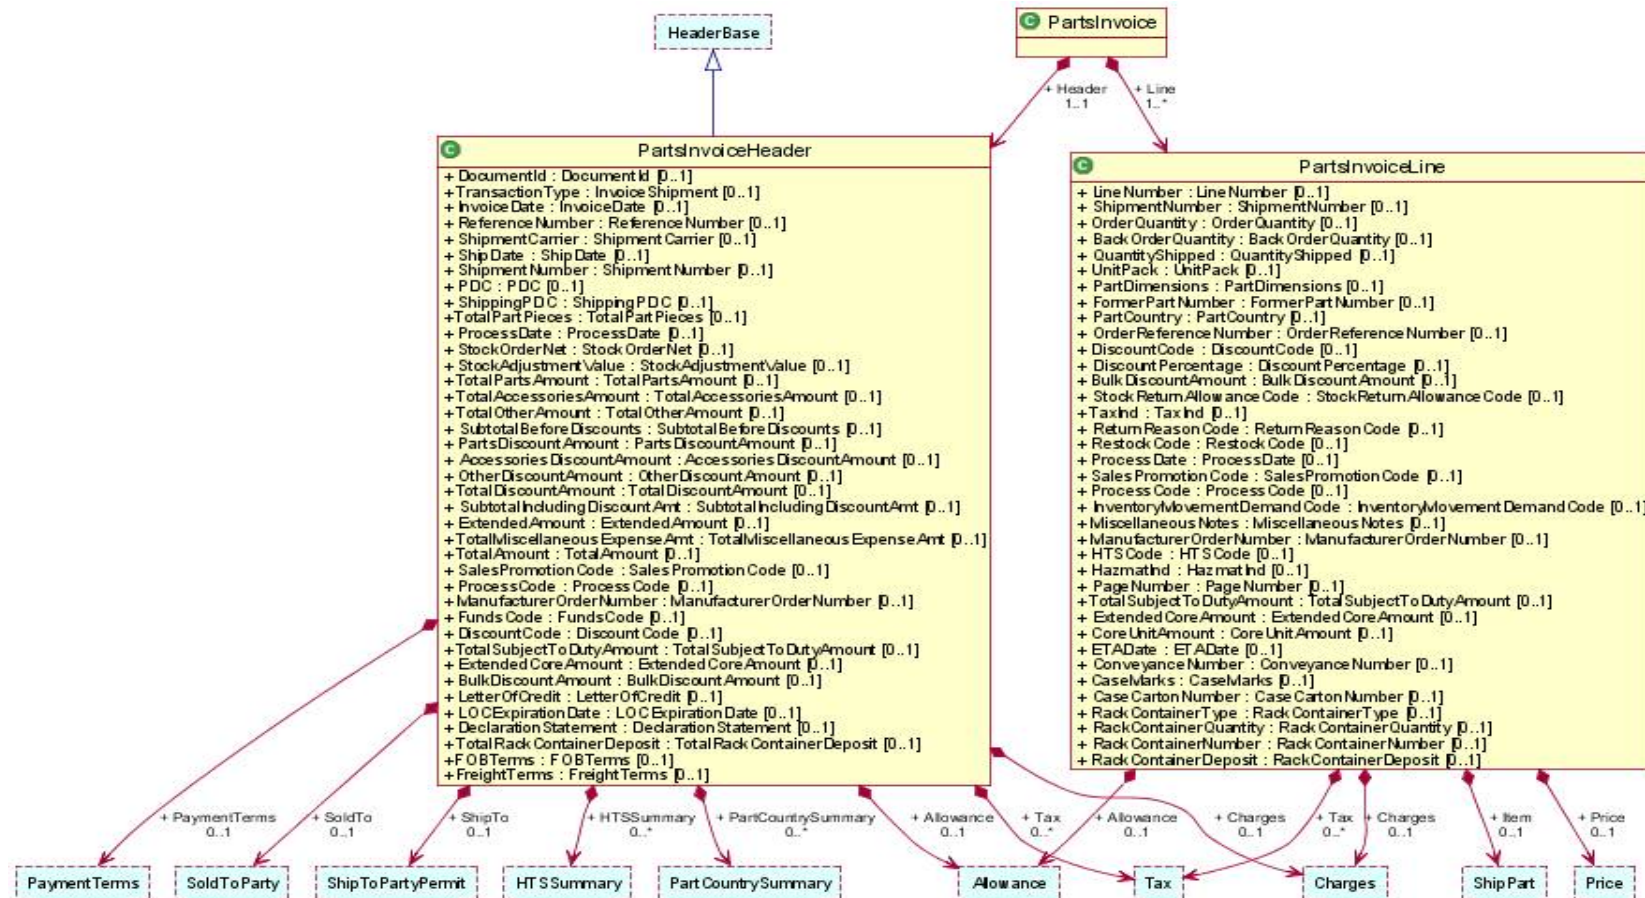 HeaderBase
C PartsInvoice
+ Header
1..1
+ Line
1..*
C PartsInvoiceHeader
+ DocumentId : DocumentId [0..1]
+ TransactionType : InvoiceShipment [0..1]
+ InvoiceDate : InvoiceDate [0..1]
+ ReferenceNumber : ReferenceNumber [0..1]
+ ShipmentCarrier : ShipmentCarrier [0..1]
+ ShipDate : ShipDate [0..1]
+ ShipmentNumber : ShipmentNumber [0..1]
+ PDC : PDC [0..1]
+ ShippingPDC : ShippingPDC [0..1]
+ TotalPartPieces : TotalPartPieces [0..1]
+ ProcessDate : ProcessDate [0..1]
+ StockOrderNet : StockOrderNet [0..1]
+ StockAdjustmentValue : StockAdjustmentValue [0..1]
+ TotalPartsAmount : TotalPartsAmount [0..1]
+ TotalAccessoriesAmount : TotalAccessoriesAmount [0..1]
+ TotalOtherAmount : TotalOtherAmount [0..1]
+ SubtotalBeforeDiscounts : SubtotalBeforeDiscounts [0..1]
+ PartsDiscountAmount : PartsDiscountAmount [0..1]
+ AccessoriesDiscountAmount : AccessoriesDiscountAmount [0..1]
+ OtherDiscountAmount : OtherDiscountAmount [0..1]
+ TotalDiscountAmount : TotalDiscountAmount [0..1]
+ SubtotalIncludingDiscountAmt : SubtotalIncludingDiscountAmt [0..1]
+ ExtendedAmount : ExtendedAmount [0..1]
+ TotalMiscellaneousExpenseAmt : TotalMiscellaneousExpenseAmt [0..1]
+ TotalAmount : TotalAmount [0..1]
+ SalesPromotionCode : SalesPromotionCode [0..1]
+ ProcessCode : ProcessCode [0..1]
+ ManufacturerOrderNumber : ManufacturerOrderNumber [0..1]
+ FundsCode : FundsCode [0..1]
+ DiscountCode : DiscountCode [0..1]
+ TotalSubjectToDutyAmount : TotalSubjectToDutyAmount [0..1]
+ ExtendedCoreAmount : ExtendedCoreAmount [0..1]
+ BulkDiscountAmount : BulkDiscountAmount [0..1]
+ LetterOfCredit : LetterOfCredit [0..1]
+ LOCExpirationDate : LOCExpirationDate [0..1]
+ DeclarationStatement : DeclarationStatement [0..1]
+ TotalRackContainerDeposit : TotalRackContainerDeposit [0..1]
+ FOBTerms : FOBTerms [0..1]
+ FreightTerms : FreightTerms [0..1]
C PartsInvoiceLine
+ LineNumber : LineNumber [0..1]
+ ShipmentNumber : ShipmentNumber [0..1]
+ OrderQuantity : OrderQuantity [0..1]
+ BackOrderQuantity : BackOrderQuantity [0..1]
+ QuantityShipped : QuantityShipped [0..1]
+ UnitPack : UnitPack [0..1]
+ PartDimensions : PartDimensions [0..1]
+ FormerPartNumber : FormerPartNumber [0..1]
+ PartCountry : PartCountry [0..1]
+ OrderReferenceNumber : OrderReferenceNumber [0..1]
+ DiscountCode : DiscountCode [0..1]
+ DiscountPercentage : DiscountPercentage [0..1]
+ BulkDiscountAmount : BulkDiscountAmount [0..1]
+ StockReturnAllowanceCode : StockReturnAllowanceCode [0..1]
+ TaxInd : TaxInd [0..1]
+ ReturnReasonCode : ReturnReasonCode [0..1]
+ RestockCode : RestockCode [0..1]
+ ProcessDate : ProcessDate [0..1]
+ SalesPromotionCode : SalesPromotionCode [0..1]
+ ProcessCode : ProcessCode [0..1]
+ InventoryMovementDemandCode : InventoryMovementDemandCode [0..1]
+ MiscellaneousNotes : MiscellaneousNotes [0..1]
+ ManufacturerOrderNumber : ManufacturerOrderNumber [0..1]
+ HTSCode : HTSCode [0..1]
+ HazmatInd : HazmatInd [0..1]
+ PageNumber : PageNumber [0..1]
+ TotalSubjectToDutyAmount : TotalSubjectToDutyAmount [0..1]
+ ExtendedCoreAmount : ExtendedCoreAmount [0..1]
+ CoreUnitAmount : CoreUnitAmount [0..1]
+ ETADate : ETADate [0..1]
+ ConveyanceNumber : ConveyanceNumber [0..1]
+ CaseMarks : CaseMarks [0..1]
+ CaseCartonNumber : CaseCartonNumber [0..1]
+ RackContainerType : RackContainerType [0..1]
+ RackContainerQuantity : RackContainerQuantity [0..1]
+ RackContainerNumber : RackContainerNumber [0..1]
+ RackContainerDeposit : RackContainerDeposit [0..1]
+ PaymentTerms
0..1
+ SoldTo
0..1
+ ShipTo
0..1
+ HTSSummary
0..*
+ PartCountrySummary
0..*
+ Allowance
0..1
+ Tax
0..*
+ Allowance
0..1
+ Charges
0..1
+ Tax
0..*
+ Charges
0..1
+ Item
0..1
+ Price
0..1
PaymentTerms
SoldToParty
ShipToPartyPermit
HTSSummary
PartCountrySummary
Allowance
Tax
Charges
ShipPart
Price